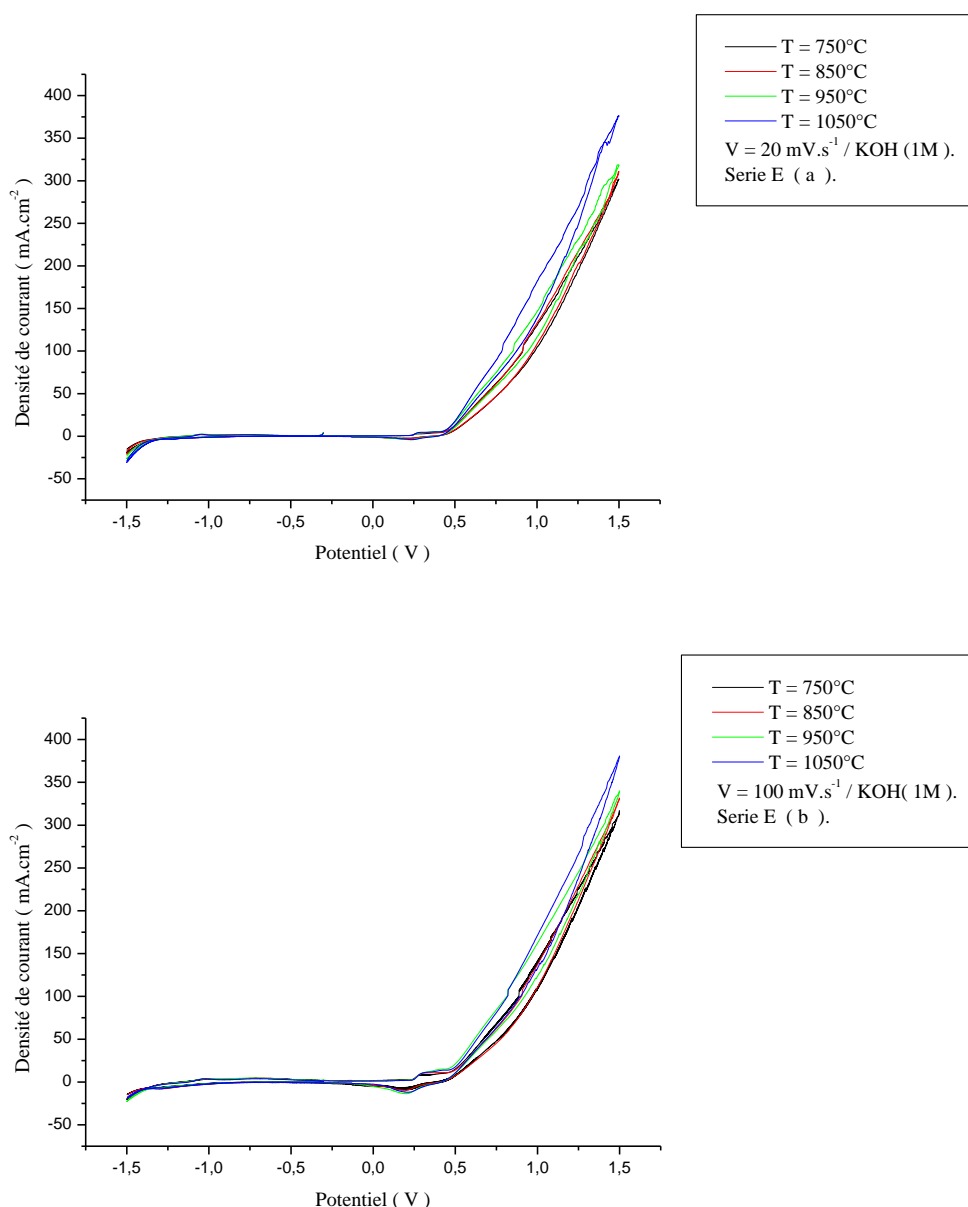 T = 750°C
T = 850°C
T = 950°C
T = 1050°C
V = 20 mV.s⁻¹ / KOH (1M ).
Serie E ( a ).
400
350
300
250
200
150
100
50
0
-50
Densité de courant ( mA.cm⁻² )
-1,5 -1,0 -0,5 0,0 0,5 1,0 1,5
Potentiel ( V )
T = 750°C
T = 850°C
T = 950°C
T = 1050°C
V = 100 mV.s⁻¹ / KOH( 1M ).
Serie E ( b ).
400
350
300
250
200
150
100
50
0
-50
Densité de courant ( mA.cm⁻² )
-1,5 -1,0 -0,5 0,0 0,5 1,0 1,5
Potentiel ( V )